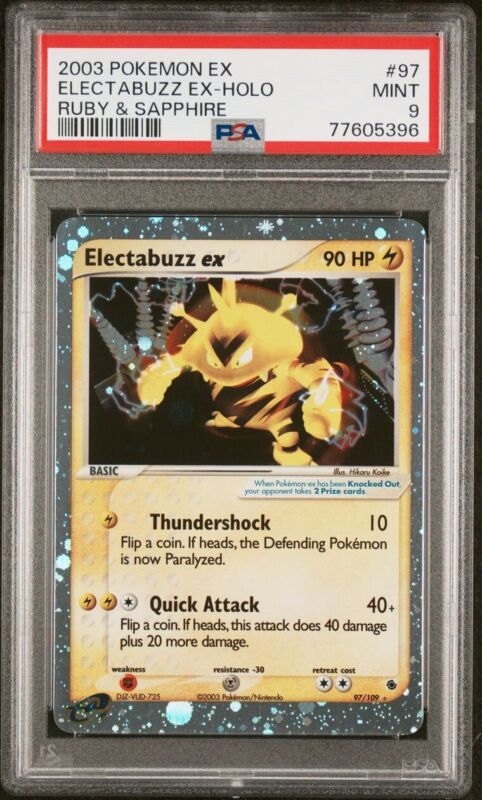 2003 POKEMON EX #97
ELECTABUZZ EX-HOLO MINT
RUBY & SAPPHIRE 9
PSA 77605396
Electabuzz ex 90 HP
BASIC Illus. Hikaru Koike
When Pokémon-ex has been Knocked Out,
your opponent takes 2 Prize cards.
Thundershock 10
Flip a coin. If heads, the Defending Pokémon
is now Paralyzed.
Quick Attack 40+
Flip a coin. If heads, this attack does 40 damage
plus 20 more damage.
weakness resistance -30 retreat cost
DJZ-VUD-725 ©2003 Pokémon/Nintendo 97/109